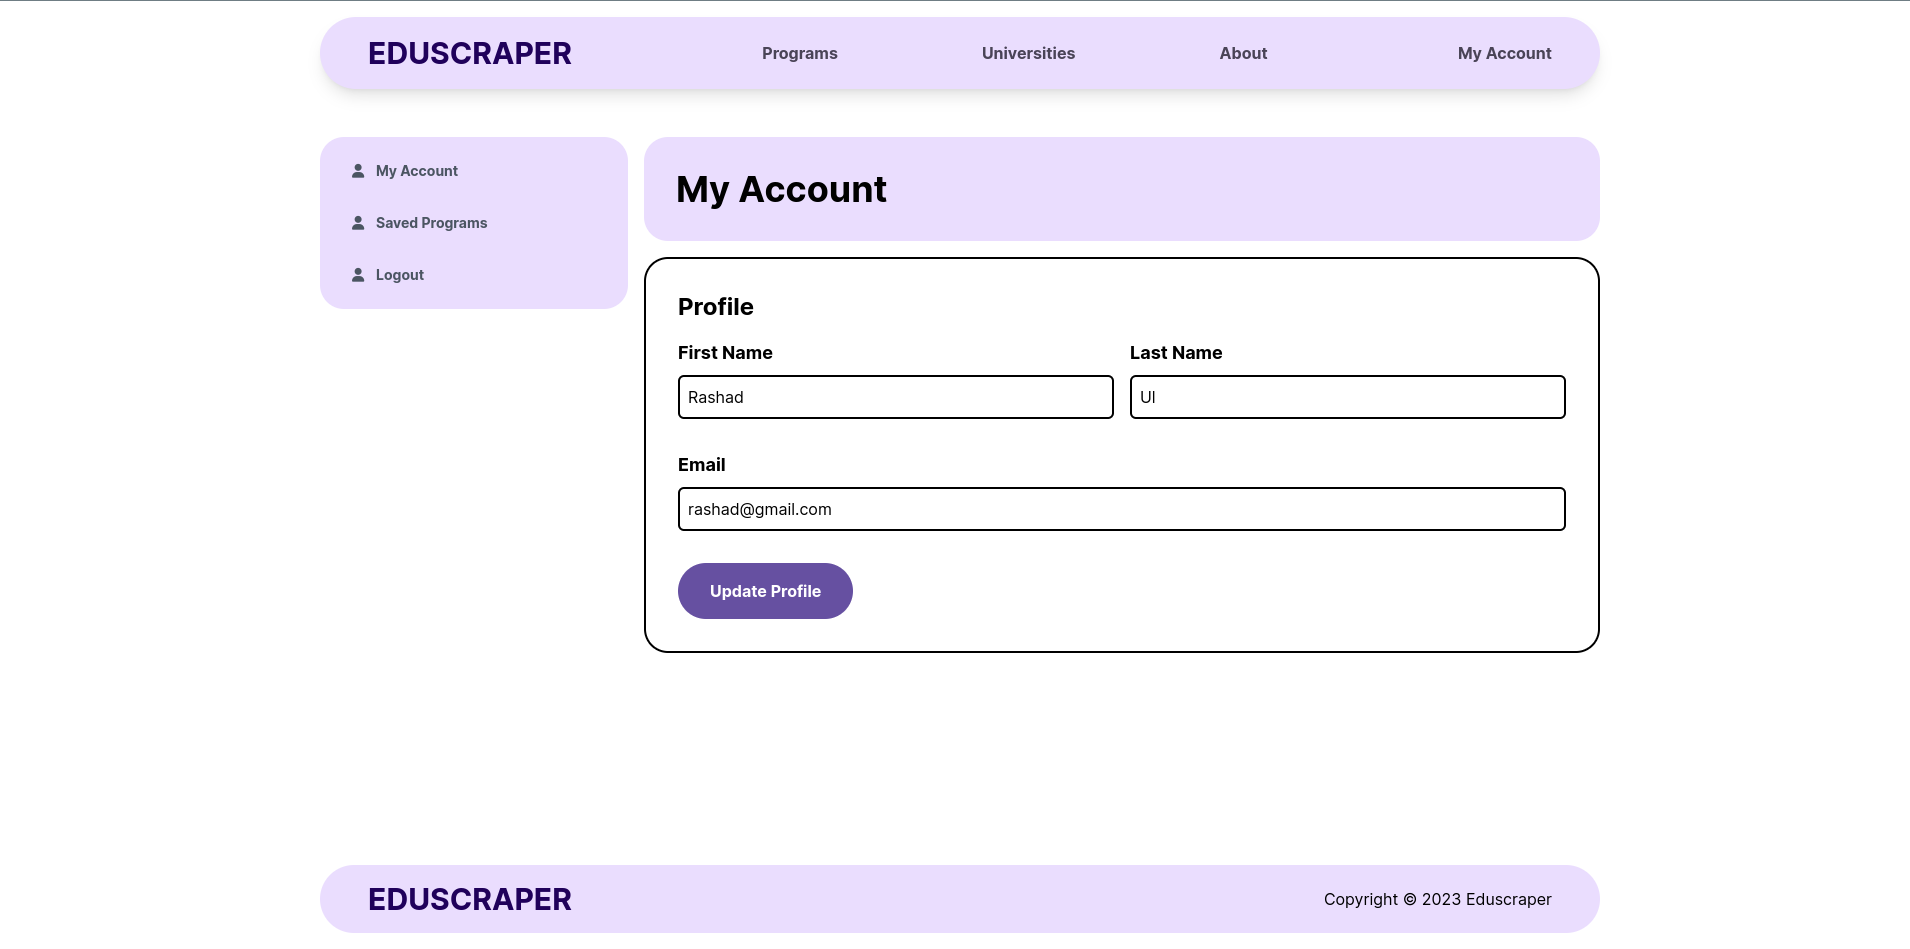 EDUSCRAPER
Programs
Universities
About
My Account
My Account
Saved Programs
Logout
My Account
Profile
First Name
Last Name
Rashad
Ul
Email
rashad@gmail.com
Update Profile
EDUSCRAPER
Copyright © 2023 Eduscraper